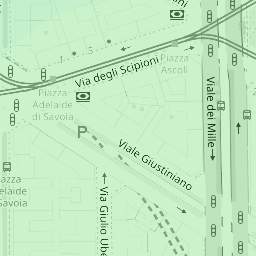 Via degli Scipioni
Piazza
Ascoli
Piazza
Adelaide
di Savoia
P
Viale dei Mille
Viale Giustiniano
Piazza
Adelaide
Savoia
Via Giulio Ube